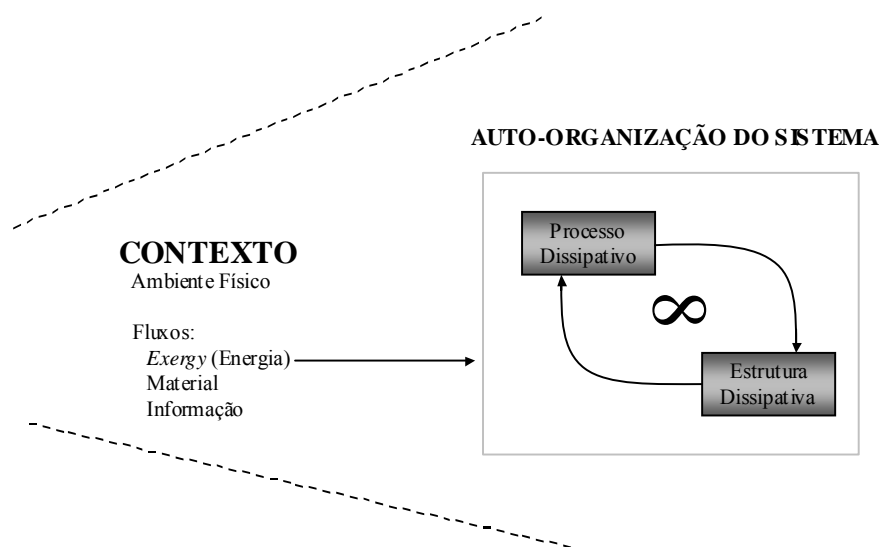 AUTO-ORGANIZAÇÃO DO SISTEMA
Processo
Dissipativo
CONTEXTO
Ambiente Físico
∞
Fluxos:
Exergy (Energia)
Material
Informação
Estrutura
Dissipativa